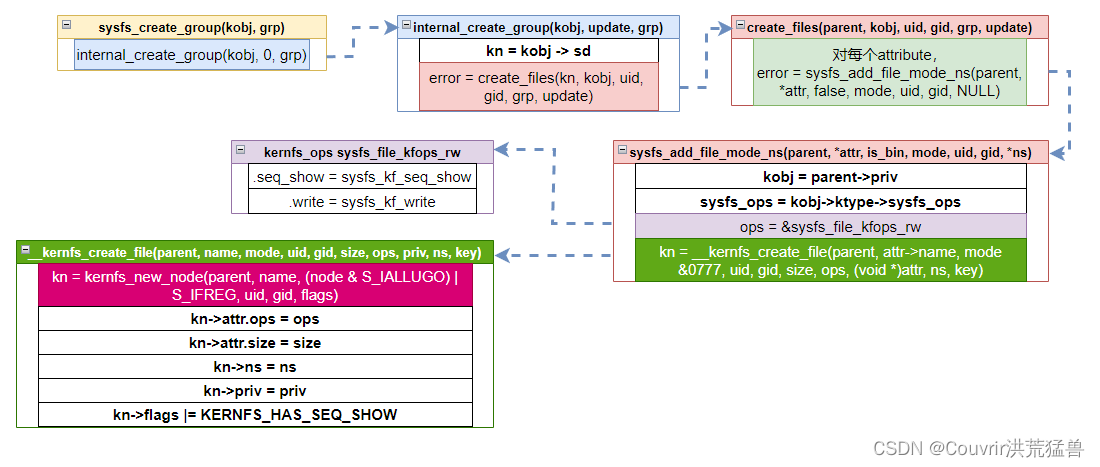 sysfs_create_group(kobj, grp)
internal_create_group(kobj, 0, grp)
internal_create_group(kobj, update, grp)
kn = kobj -> sd
error = create_files(kn, kobj, uid,
gid, grp, update)
create_files(parent, kobj, uid, gid, grp, update)
对每个attribute，
error = sysfs_add_file_mode_ns(parent,
*attr, false, mode, uid, gid, NULL)
kernfs_ops sysfs_file_kfops_rw
.seq_show = sysfs_kf_seq_show
.write = sysfs_kf_write
sysfs_add_file_mode_ns(parent, *attr, is_bin, mode, uid, gid, *ns)
kobj = parent->priv
sysfs_ops = kobj->ktype->sysfs_ops
ops = &sysfs_file_kfops_rw
kn = __kernfs_create_file(parent, attr->name, mode
&0777, uid, gid, size, ops, (void *)attr, ns, key)
__kernfs_create_file(parent, name, mode, uid, gid, size, ops, priv, ns, key)
kn = kernfs_new_node(parent, name, (node & S_IALLUGO) |
S_IFREG, uid, gid, flags)
kn->attr.ops = ops
kn->attr.size = size
kn->ns = ns
kn->priv = priv
kn->flags |= KERNFS_HAS_SEQ_SHOW
CSDN @Couvrir洪荒猛兽